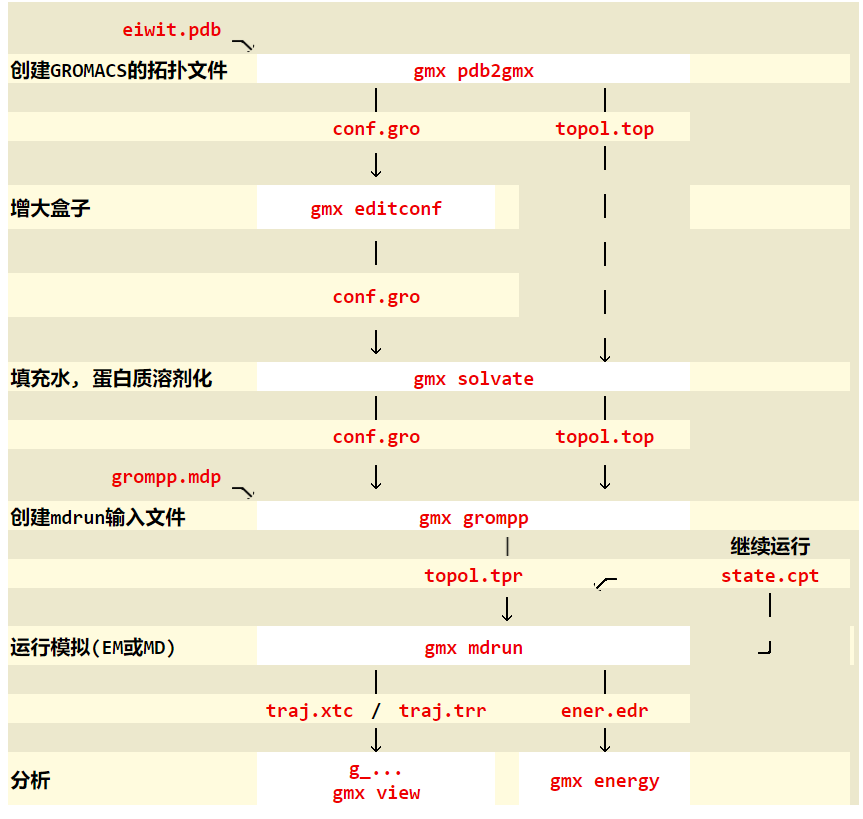 eiwit.pdb
创建GROMACS的拓扑文件 gmx pdb2gmx
conf.gro topol.top
增大盒子 gmx editconf
conf.gro
填充水, 蛋白质溶剂化 gmx solvate
conf.gro topol.top
grompp.mdp
创建mdrun输入文件 gmx grompp
继续运行
topol.tpr state.cpt
运行模拟(EM或MD) gmx mdrun
traj.xtc / traj.trr ener.edr
g_...
分析 gmx view gmx energy